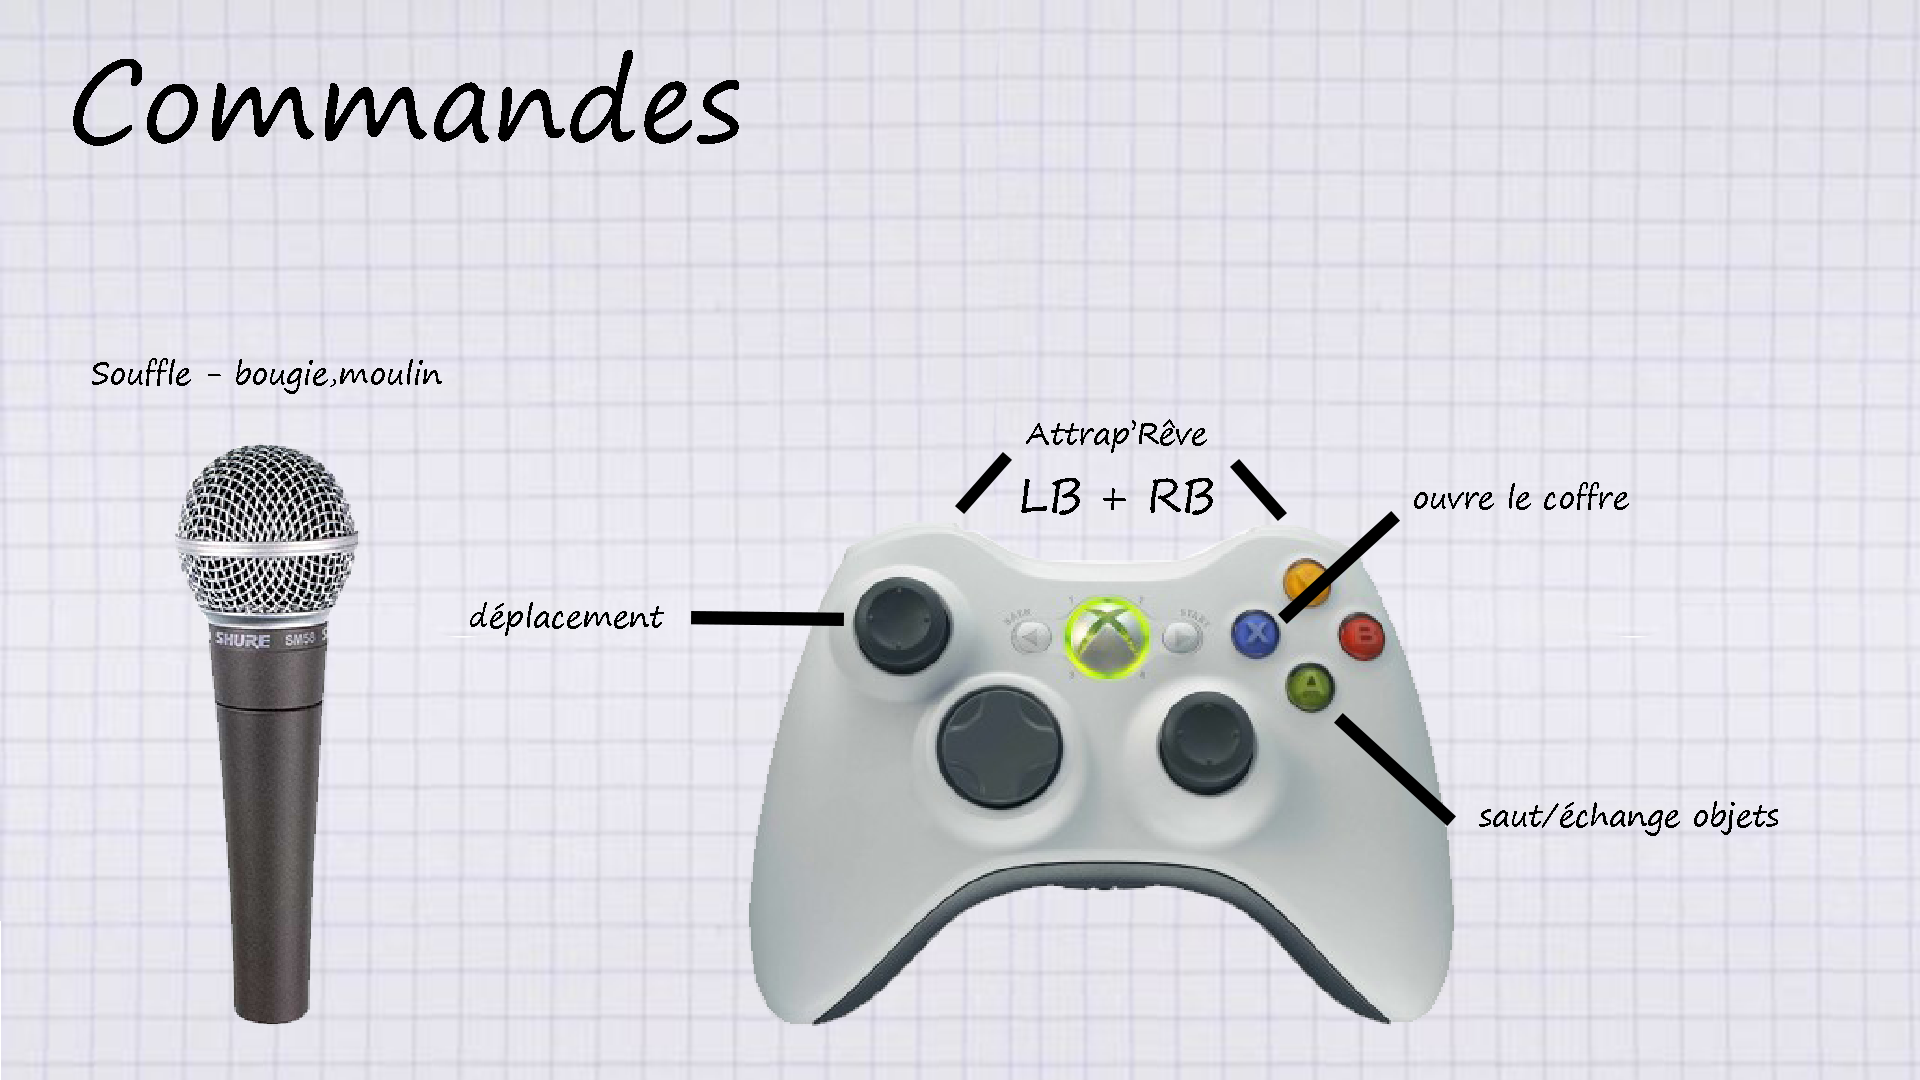 Commandes
Souffle - bougie,moulin
Attrap'Rêve
LB + RB
ouvre le coffre
déplacement
SHURE SM58
BACK
START
X
B
A
saut/échange objets